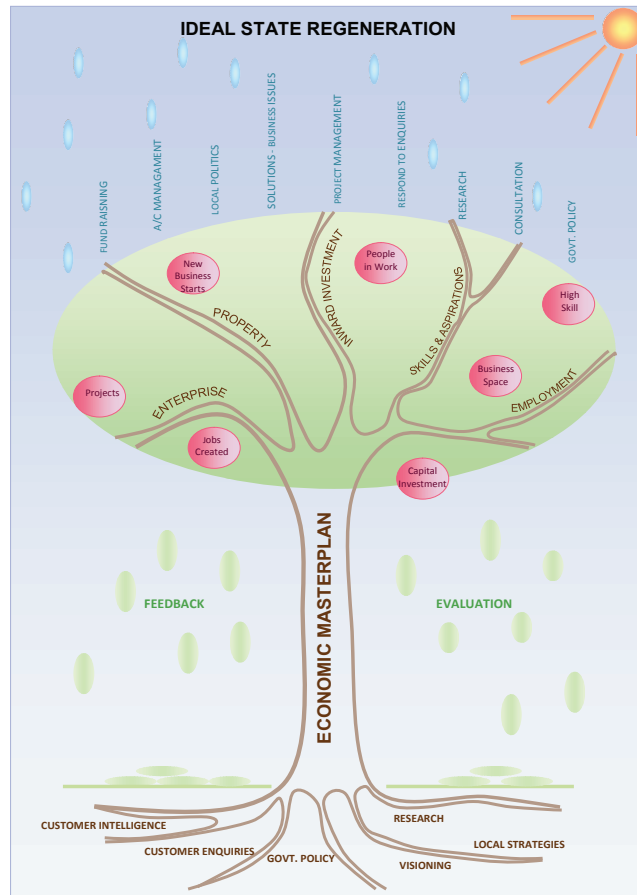 IDEAL STATE REGENERATION
FUND RAISNING
A/C MANAGAMENT
LOCAL POLITICS
SOLUTIONS - BUSINESS ISSUES
PROJECT MANAGEMENT
RESPOND TO ENQUIRIES
RESEARCH
CONSULTATION
GOVT. POLICY
New
Business
Starts
People
in Work
High
Skill
PROPERTY
INWARD INVESTMENT
SKILLS & ASPIRATIONS
Projects
ENTERPRISE
Business
Space
EMPLOYMENT
Jobs
Created
Capital
Investment
ECONOMIC MASTERPLAN
FEEDBACK
EVALUATION
CUSTOMER INTELLIGENCE
RESEARCH
CUSTOMER ENQUIRIES
GOVT. POLICY
VISIONING
LOCAL STRATEGIES